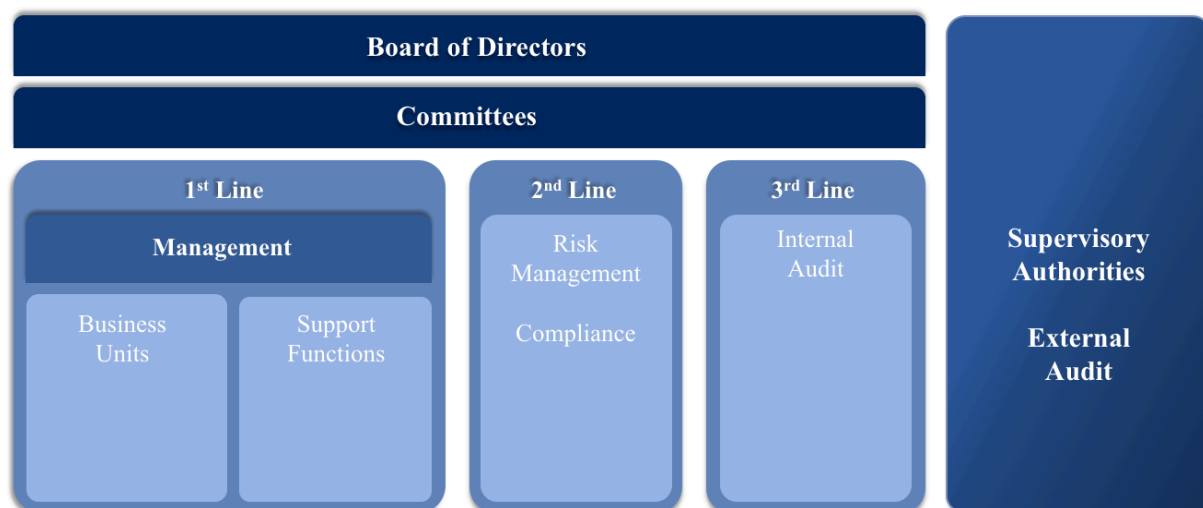 Board of Directors
Committees
1st Line
Management
Business
Units
Support
Functions
2nd Line
Risk
Management
Compliance
3rd Line
Internal
Audit
Supervisory
Authorities
External
Audit